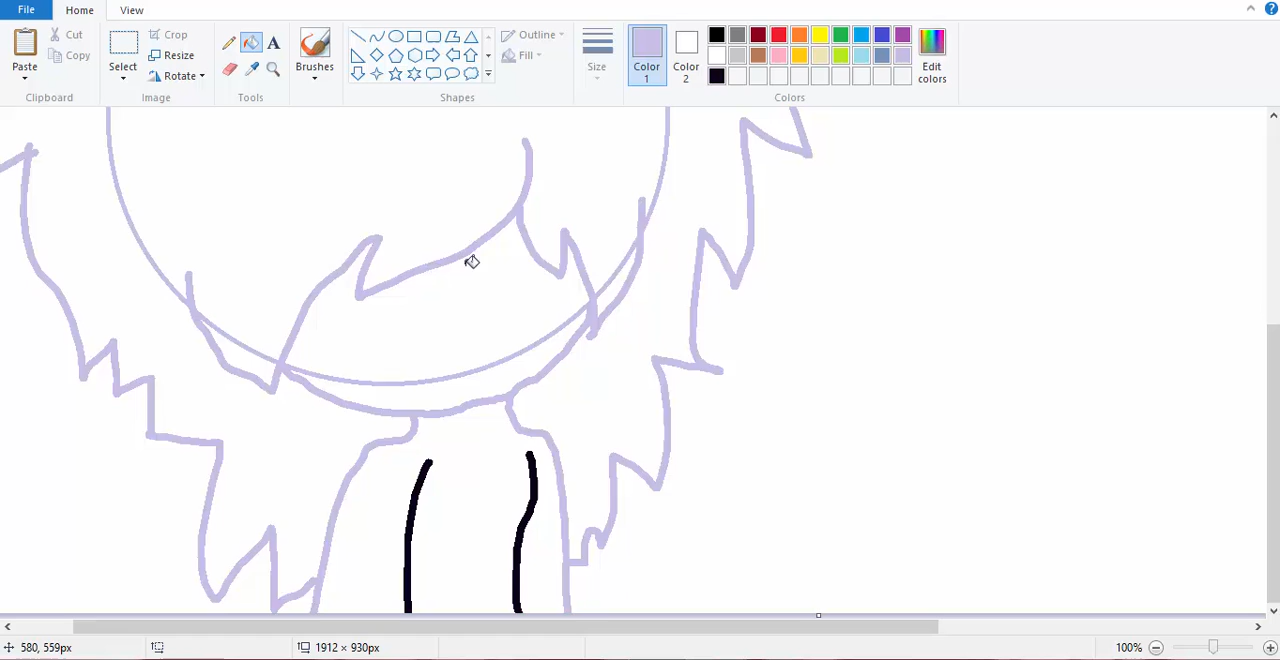 File Home View
Paste Cut Copy Select Crop Resize Rotate A Brushes Outline Fill Size Color 1 Color 2 Edit colors
Clipboard Image Tools Shapes Colors
580, 559px 1912 × 930px 100%